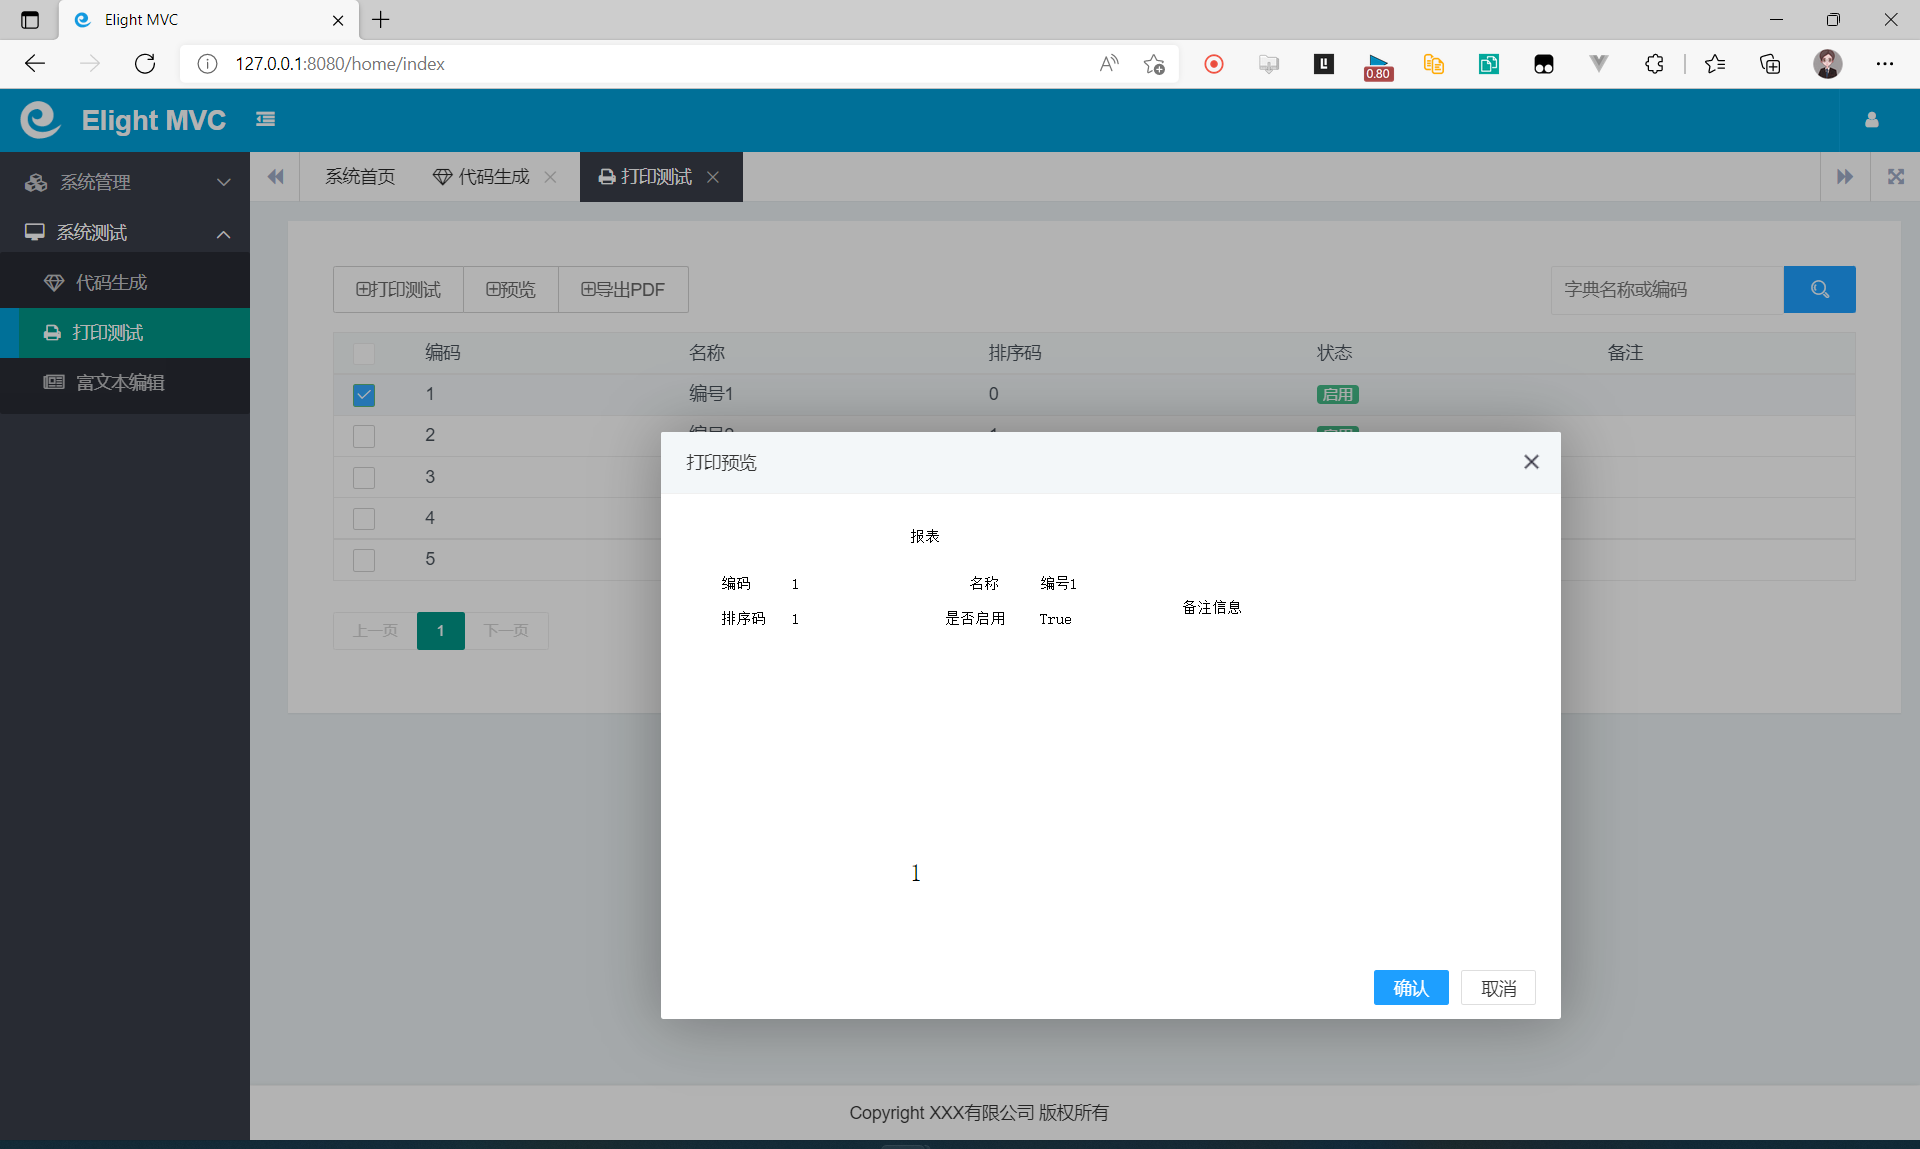 Elight MVC
127.0.0.1:8080/home/index
0.80
Elight MVC
系统管理
系统测试
代码生成
打印测试
富文本编辑
系统首页
代码生成
打印测试
打印测试
预览
导出PDF
字典名称或编码
编码 名称 排序码 状态 备注
1 编号1 0 启用
2
3
4
5
上一页 1 下一页
打印预览
报表
编码 1 名称 编号1
备注信息
排序码 1 是否启用 True
1
确认 取消
Copyright XXX有限公司 版权所有